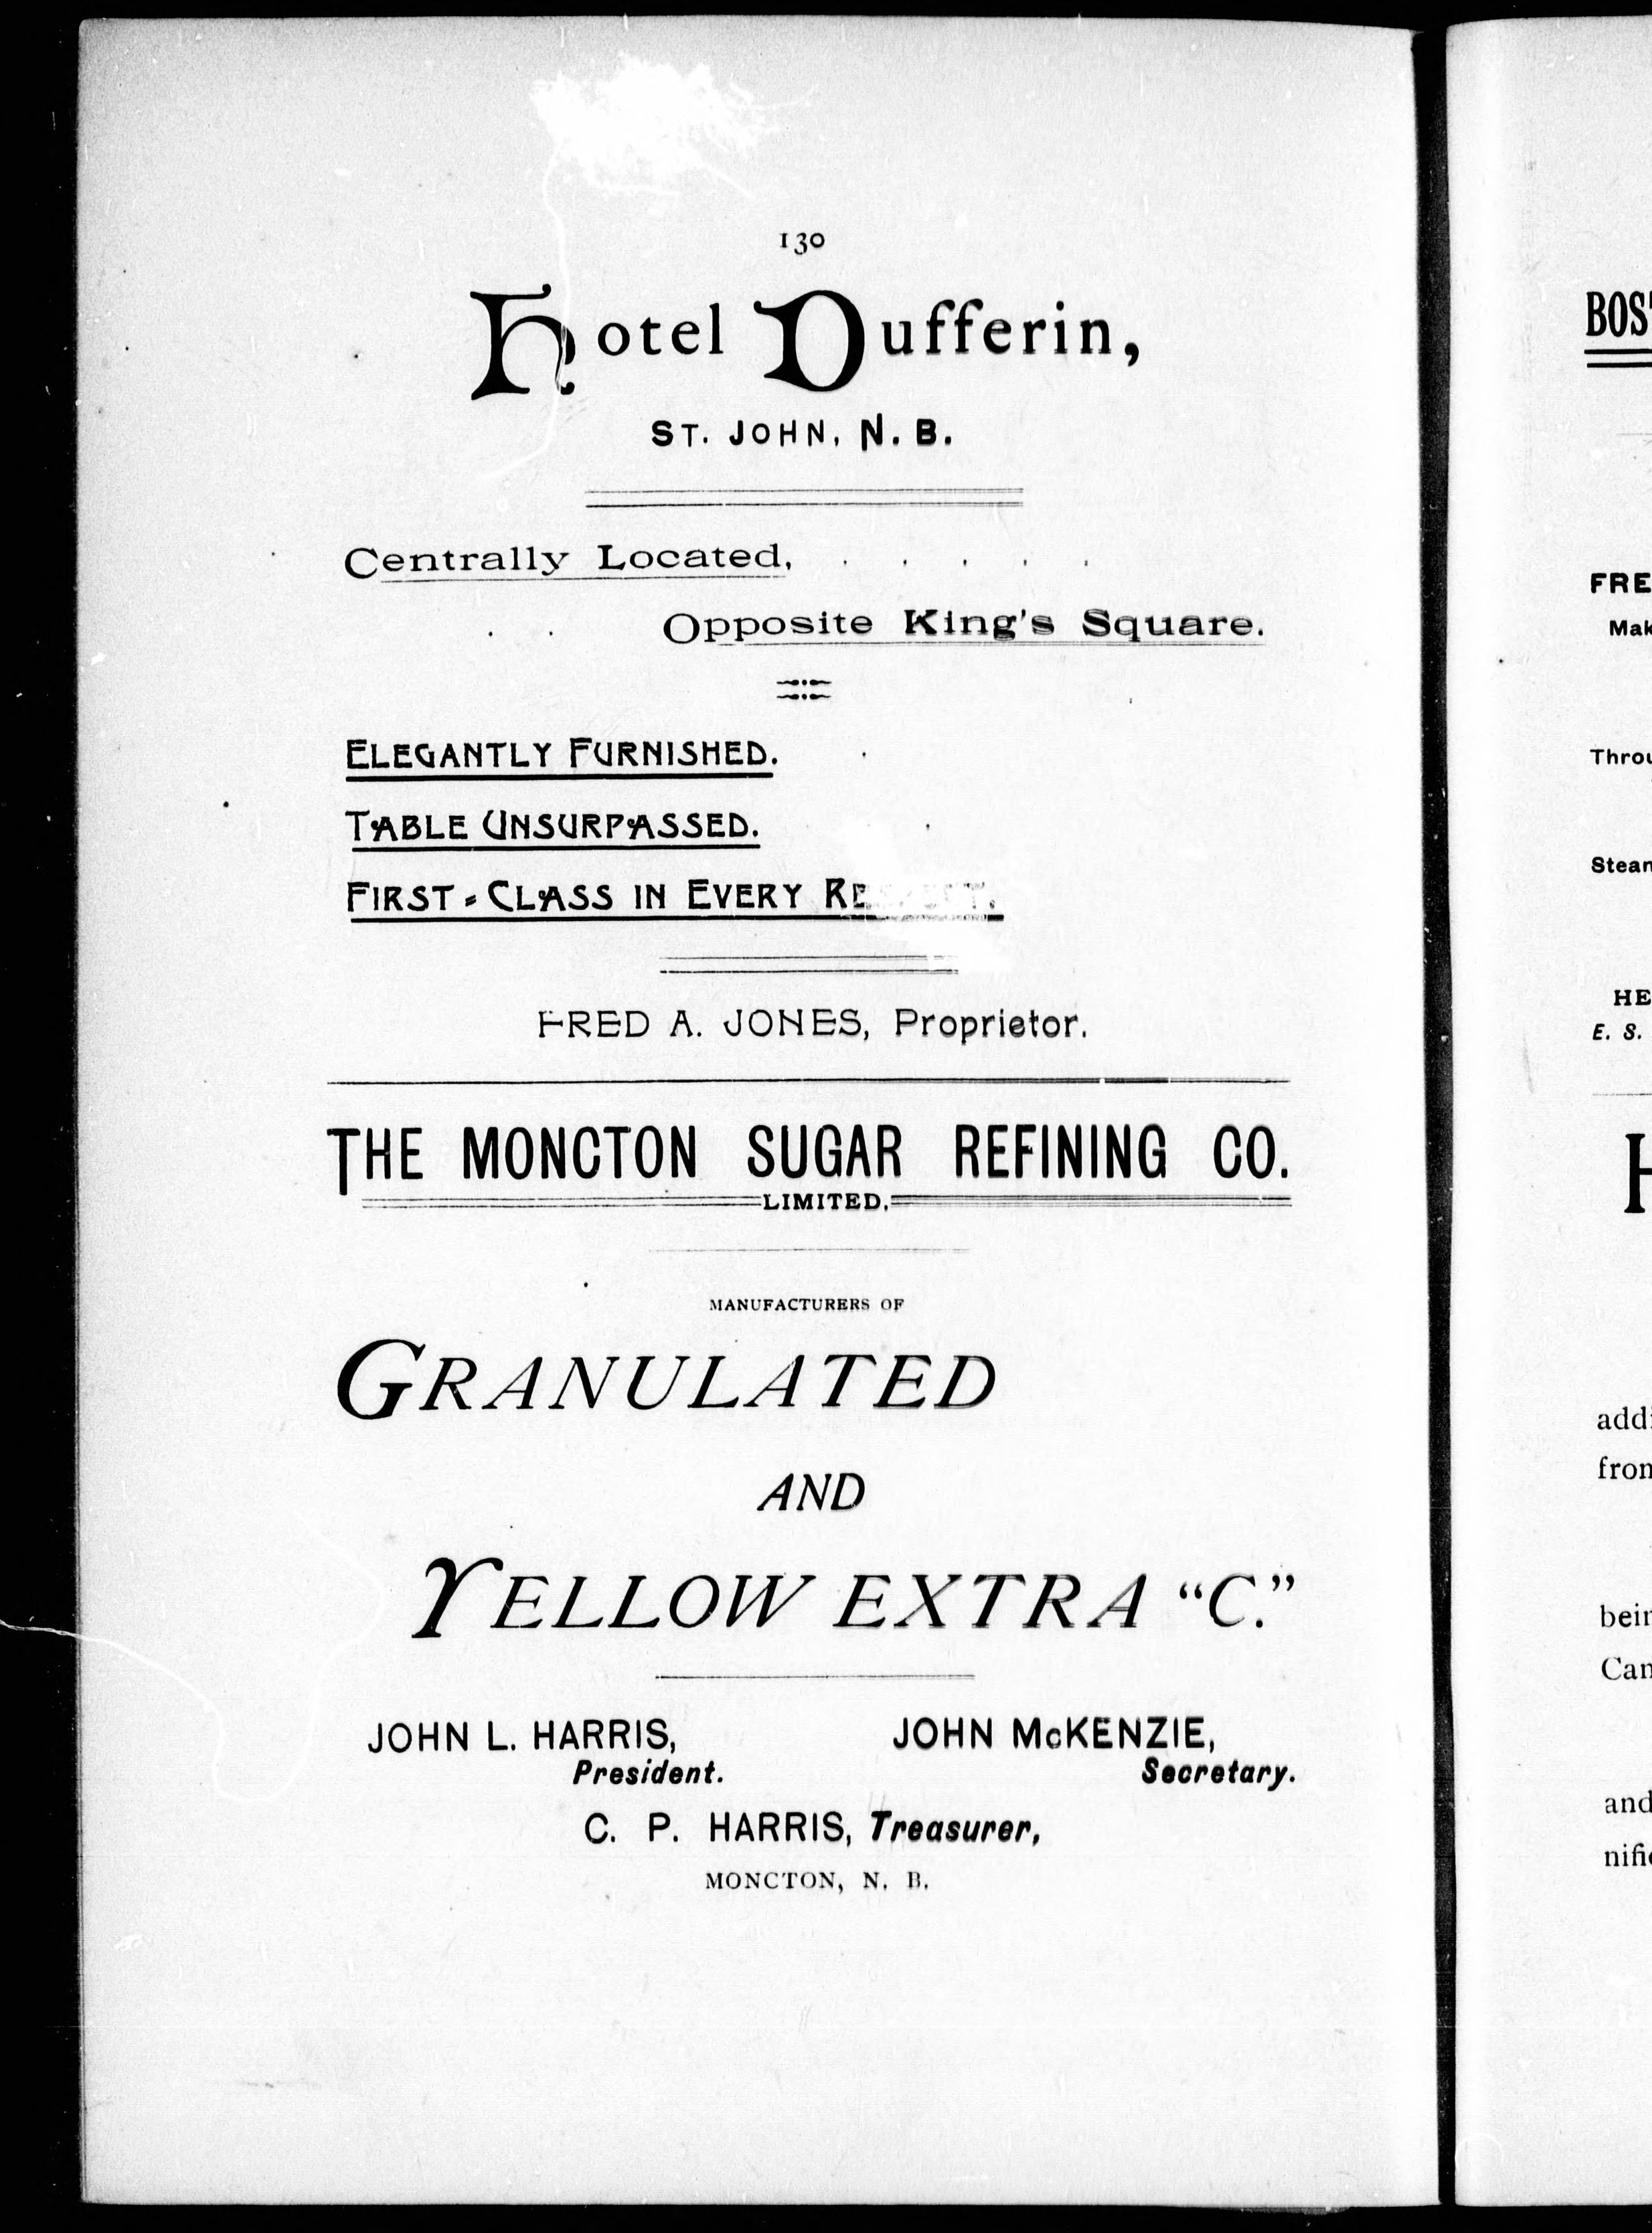 130
Hotel Dufferin,
ST. JOHN, N. B.
Centrally Located, . . . . .
. . Opposite King's Square.
ELEGANTLY FURNISHED.
TABLE UNSURPASSED.
FIRST-CLASS IN EVERY RESPECT.
FRED A. JONES, Proprietor.
THE MONCTON SUGAR REFINING CO.
LIMITED,
MANUFACTURERS OF
GRANULATED
AND
YELLOW EXTRA “C.”
JOHN L. HARRIS, JOHN McKENZIE,
President. Secretary.
C. P. HARRIS, Treasurer,
MONCTON, N. B.
BOS
FRE
Mak
Throu
Stean
HE
E. S.
H
addi
fron
bein
Can
and
nifi